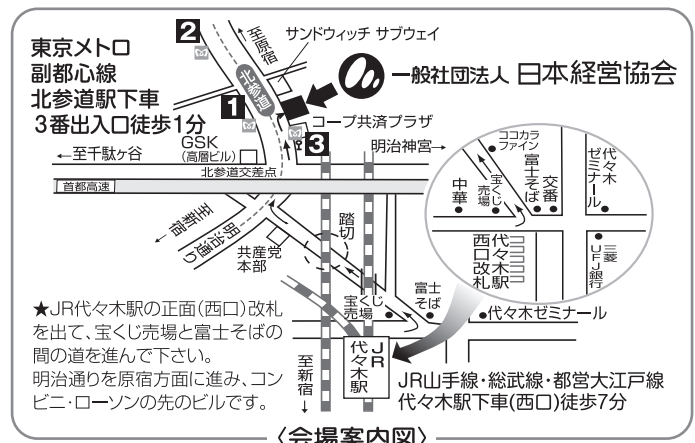 東京メトロ
副都心線
北参道駅下車
3番出入口徒歩1分
2
至原宿
サンドウィッチ サブウェイ
北参道
一般社団法人 日本経営協会
1
3
コープ共済プラザ
GSK
(高層ビル)
←至千駄ヶ谷
明治神宮→
北参道交差点
首都高速
至新宿
明治通り
共産党
本部
踏切
宝くじ
売場
富士
そば
代々木ゼミナール
ココカラ
ファイン
代々木
ゼミナール
中華
宝くじ
売場
富士そば
交番
代々木駅
西口改札
三菱
UFJ銀行
★JR代々木駅の正面(西口)改札
を出て、宝くじ売場と富士そばの
間の道を進んで下さい。
明治通りを原宿方面に進み、コン
ビニ・ローソンの先のビルです。
至新宿
JR
代々木駅
JR山手線・総武線・都営大江戸線
代々木駅下車(西口)徒歩7分
〈会場案内図〉